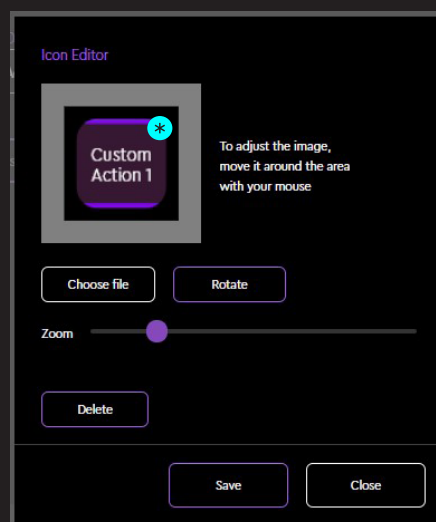 Icon Editor
Custom
Action 1
To adjust the image,
move it around the area
with your mouse
Choose file
Rotate
Zoom
Delete
Save
Close